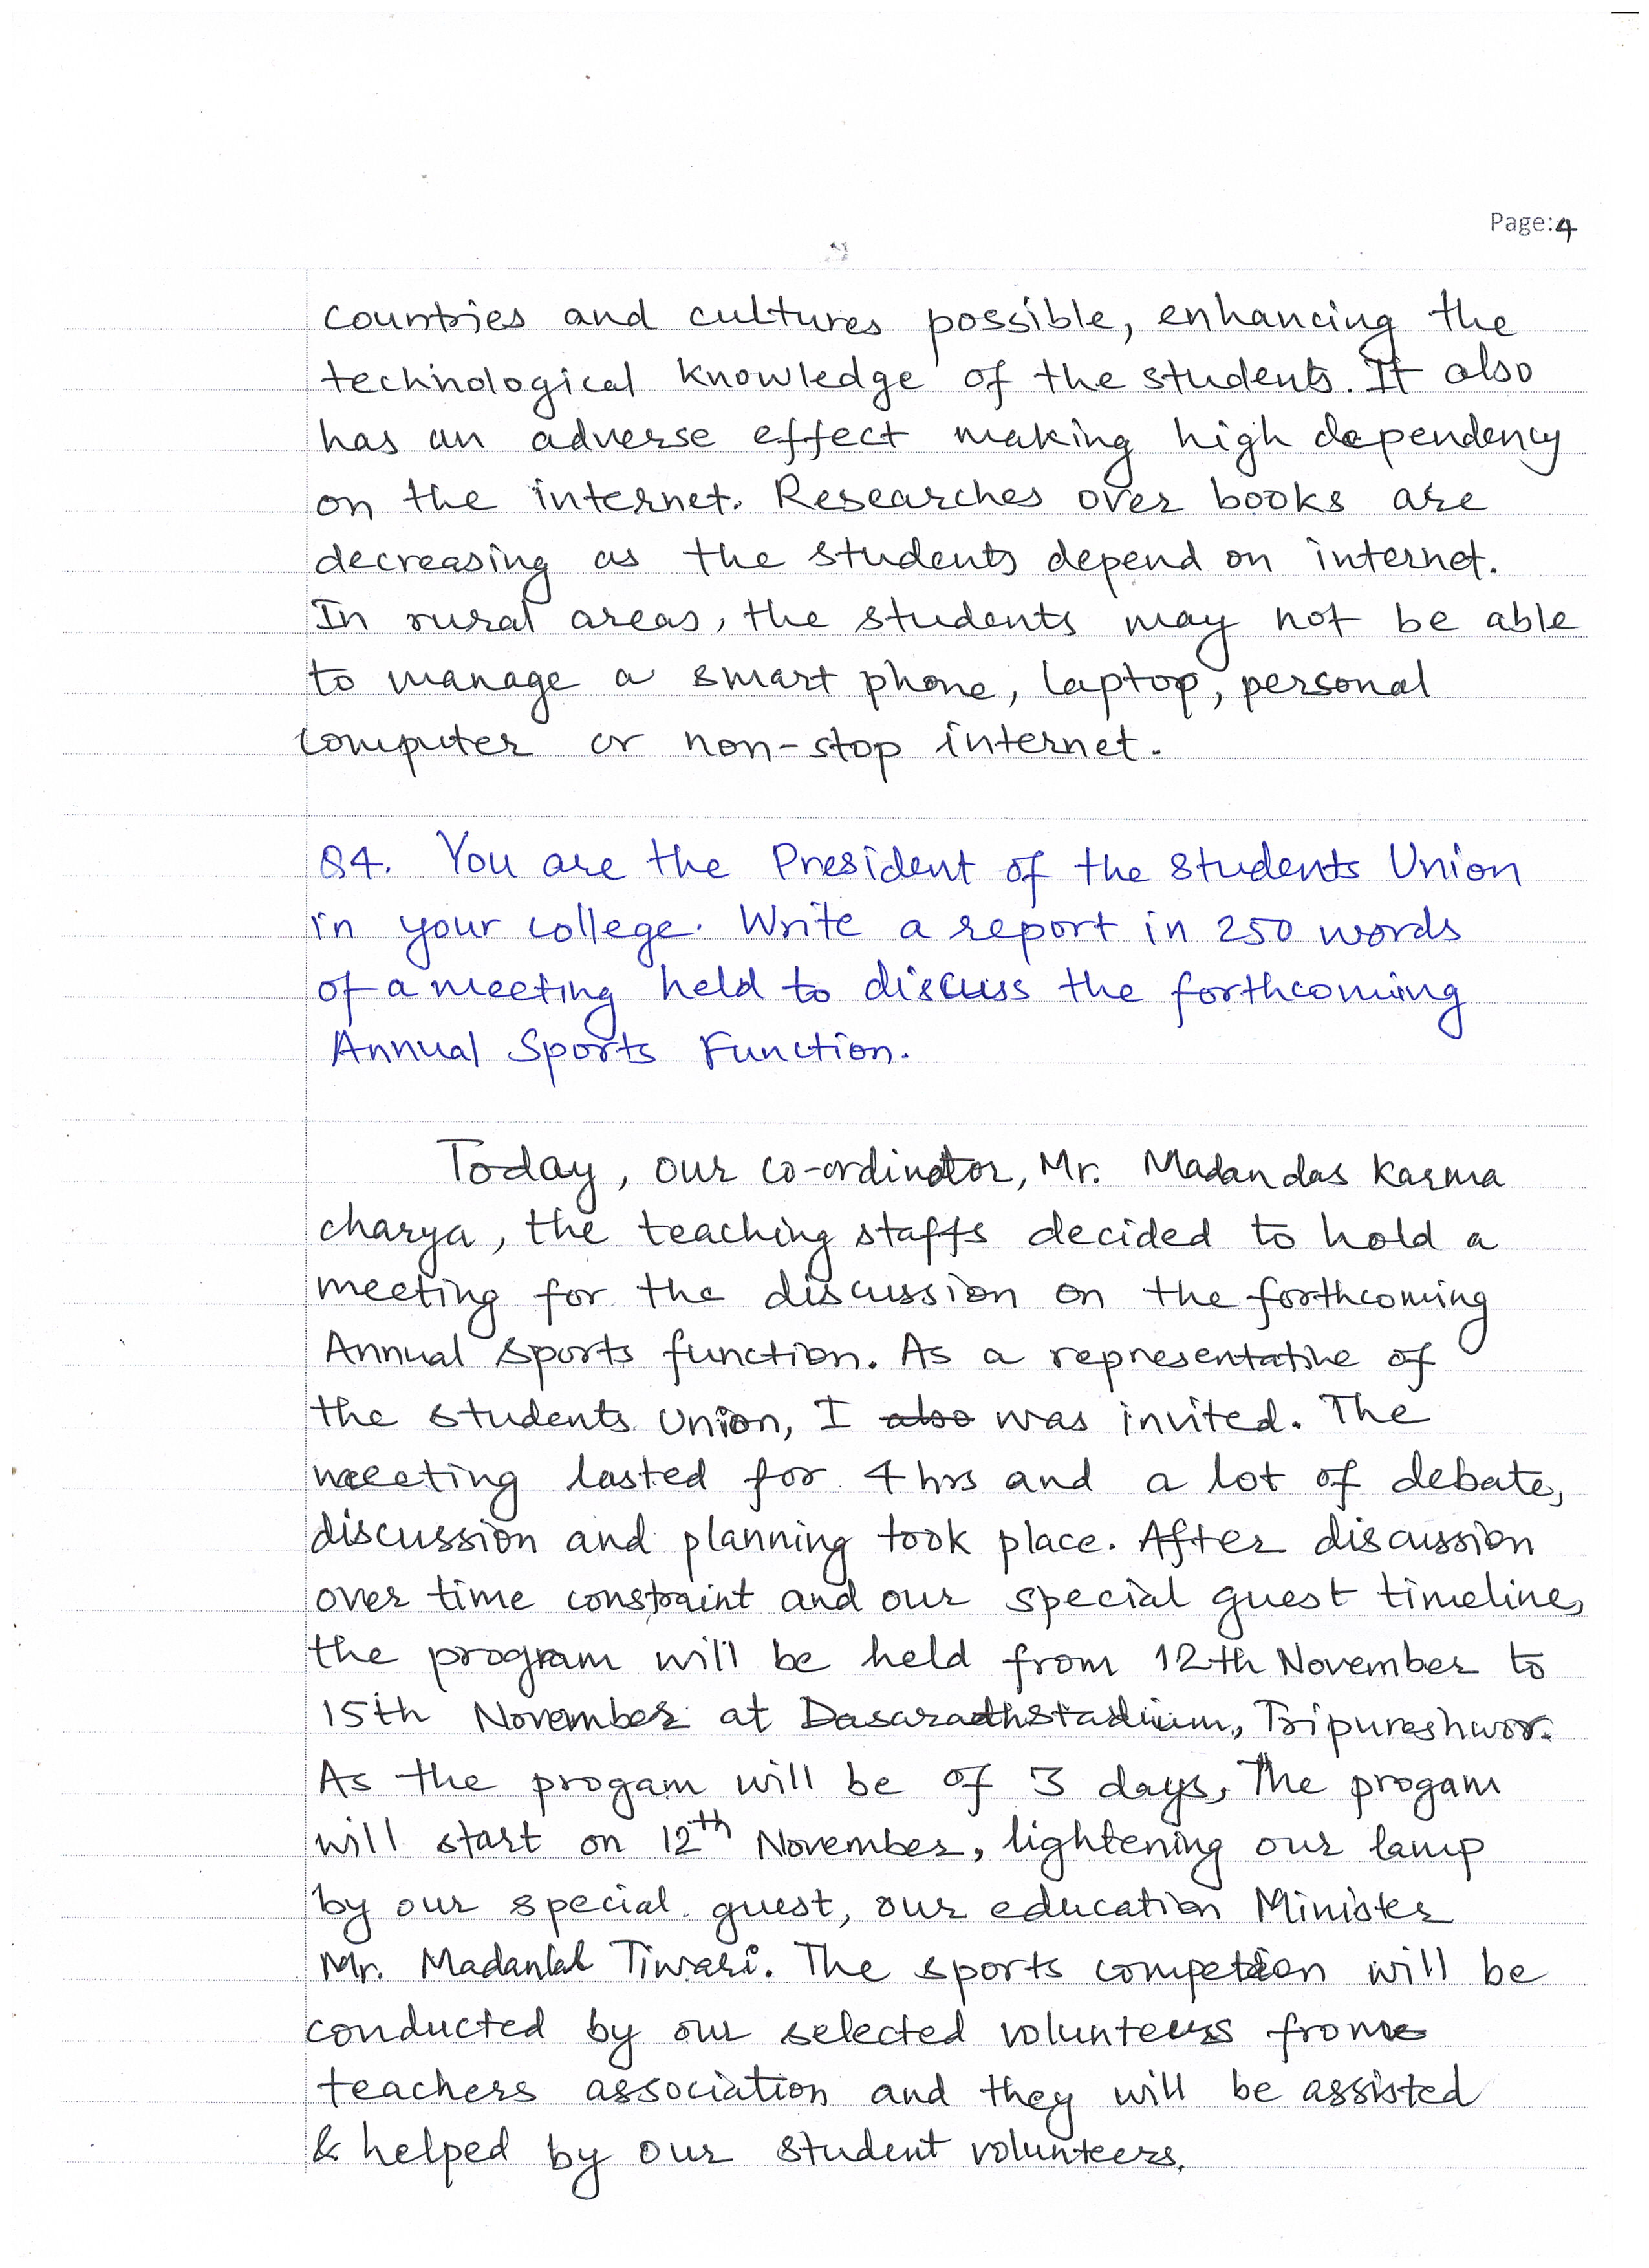 Page:4
countries and cultures possible, enhancing the
technological knowledge of the students. It also
has an adverse effect making high dependency
on the internet. Researches over books are
decreasing as the students depend on internet.
In rural areas, the students may not be able
to manage a smart phone, laptop, personal
computer or non-stop internet.
Q4. You are the President of the students Union
in your college. Write a report in 250 words
of a meeting held to discuss the forthcoming
Annual Sports Function.
Today, our co-ordinator, Mr. Madandas Karma
charya, the teaching staffs decided to hold a
meeting for the discussion on the forthcoming
Annual sports function. As a representative of
the students Union, I also was invited. The
meeting lasted for 4 hrs and a lot of debate,
discussion and planning took place. After discussion
over time constraint and our special guest timeline,
the program will be held from 12th November to
15th November at Dasarathstadium, Tripureshwor.
As the progam will be of 3 days, The progam
will start on 12th November, lightening our lamp
by our special guest, our education Minister
Mr. Madanlal Tiwari. The sports competion will be
conducted by our selected volunteers from
teachers association and they will be assisted
& helped by our student volunteers.